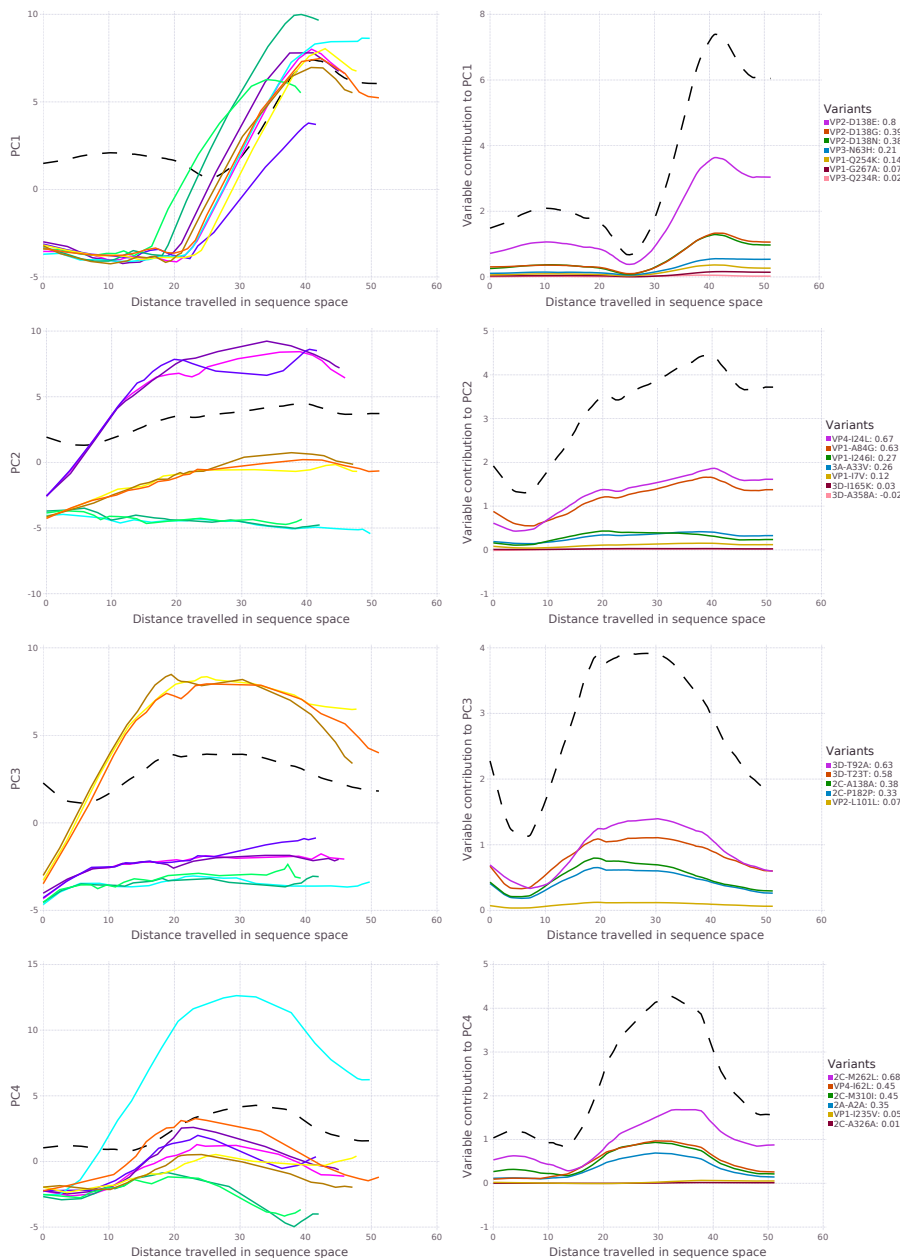 10
5
0
-5
PC1
0 10 20 30 40 50 60
Distance travelled in sequence space
8
6
4
2
0
Variable contribution to PC1
0 10 20 30 40 50 60
Distance travelled in sequence space
Variants
VP2-D138E: 0.8
VP2-D138G: 0.39
VP2-D138N: 0.38
VP3-N63H: 0.21
VP1-Q254K: 0.14
VP1-G267A: 0.07
VP3-Q234R: 0.02
10
5
0
-5
-10
PC2
0 10 20 30 40 50 60
Distance travelled in sequence space
5
4
3
2
1
0
-1
Variable contribution to PC2
0 10 20 30 40 50 60
Distance travelled in sequence space
Variants
VP4-I24L: 0.67
VP1-A84G: 0.63
VP1-I246I: 0.27
3A-A33V: 0.26
VP1-I7V: 0.12
3D-I165K: 0.03
3D-A358A: -0.02
10
5
0
-5
PC3
0 10 20 30 40 50 60
Distance travelled in sequence space
4
3
2
1
0
Variable contribution to PC3
0 10 20 30 40 50 60
Distance travelled in sequence space
Variants
3D-T92A: 0.63
3D-T23T: 0.58
2C-A138A: 0.38
2C-P182P: 0.33
VP2-L101L: 0.07
15
10
5
0
-5
PC4
0 10 20 30 40 50 60
Distance travelled in sequence space
5
4
3
2
1
0
-1
Variable contribution to PC4
0 10 20 30 40 50 60
Distance travelled in sequence space
Variants
2C-M262L: 0.68
VP4-I62L: 0.45
2C-M310I: 0.45
2A-A2A: 0.35
VP1-I235V: 0.05
2C-A326A: 0.01